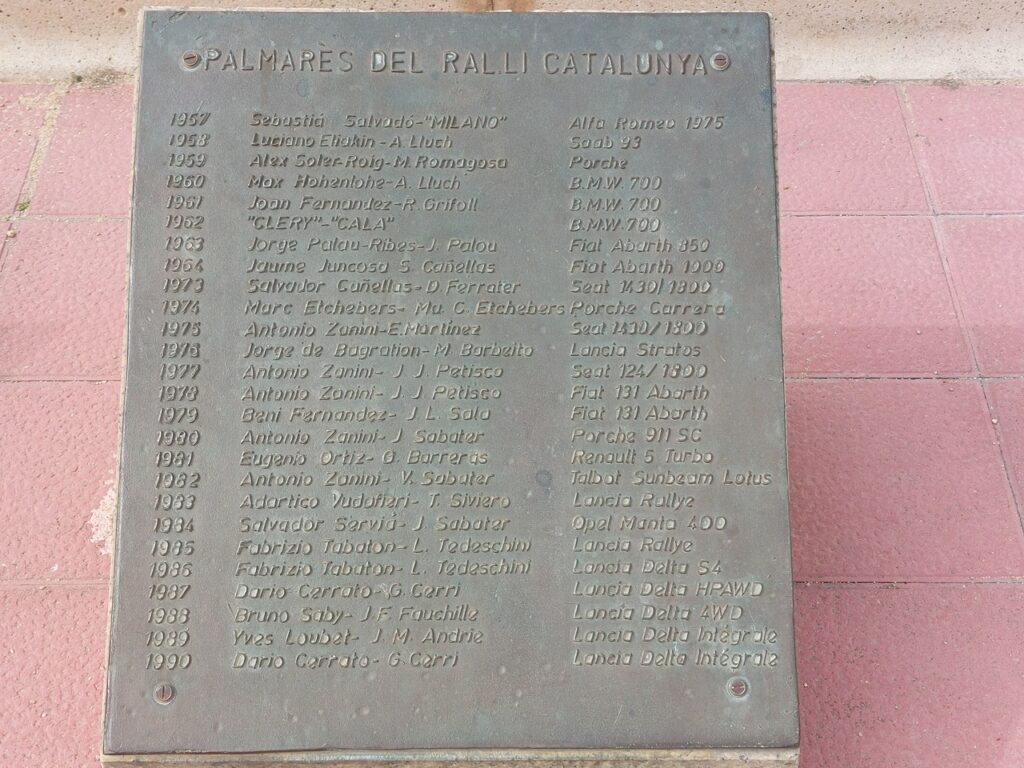 PALMARÈS DEL RAL.LI CATALUNYA
1957 Sebastiá Salvadó-"MILANO" Alfa Romeo 1975
1958 Luciano Eliakin-A. Lluch Saab 93
1959 Alex Soler-Roig-M. Romagosa Porche
1960 Max Hohenlohe-A. Lluch B.M.W. 700
1961 Joan Fernandez-R. Grifoll B.M.W. 700
1962 "CLERY"-"CALA" B.M.W. 700
1963 Jorge Palau-Ribes-J. Palou Fiat Abarth 850
1964 Jaume Juncosa S. Cañellas Fiat Abarth 1000
1973 Salvador Cañellas-D. Ferrater Seat 1430/1800
1974 Marc Etchebers-Ma. C. Etchebers Porche Carrera
1975 Antonio Zanini-E. Martinez Seat 1430/1800
1976 Jorge de Bagration-M. Barbeito Lancia Stratos
1977 Antonio Zanini-J. J. Petisco Seat 124/1800
1978 Antonio Zanini-J. J. Petisco Fiat 131 Abarth
1979 Beni Fernandez-J. L. Sala Fiat 131 Abarth
1980 Antonio Zanini-J. Sabater Porche 911 SC
1981 Eugenio Ortiz-G. Barreras Renault 5 Turbo
1982 Antonio Zanini-V. Sabater Talbot Sunbeam Lotus
1983 Adartico Vudafieri-T. Siviero Lancia Rallye
1984 Salvador Serviá-J. Sabater Opel Manta 400
1985 Fabrizio Tabaton-L. Tedeschini Lancia Rallye
1986 Fabrizio Tabaton-L. Tedeschini Lancia Delta S4
1987 Dario Cerrato-G. Cerri Lancia Delta HPAWD
1988 Bruno Saby-J.F. Fauchille Lancia Delta 4WD
1989 Yves Loubet-J. M. Andrie Lancia Delta Intégrale
1990 Dario Cerrato-G. Cerri Lancia Delta Intégrale